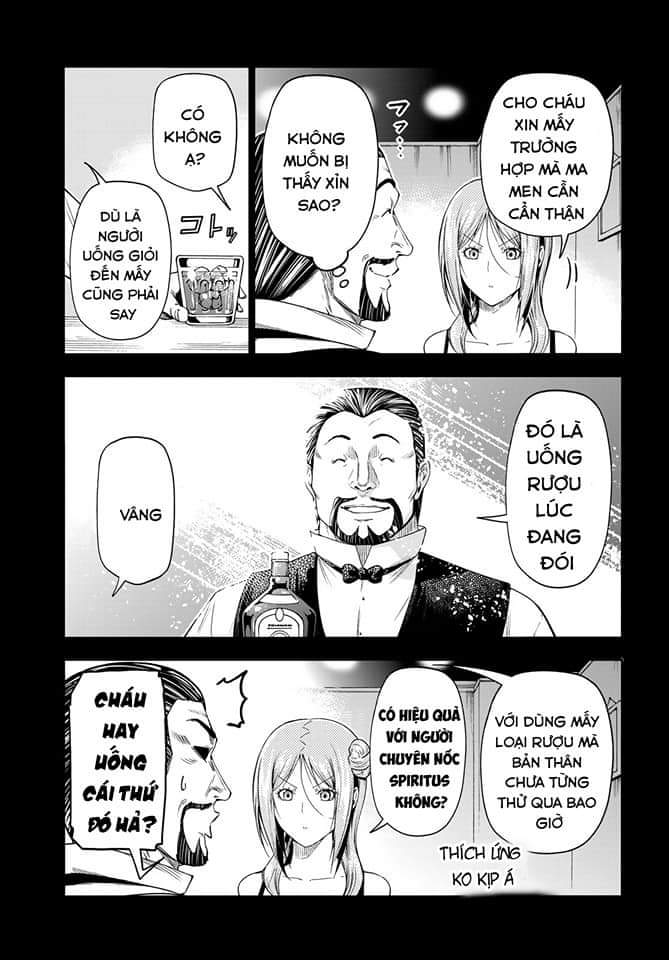 CHO CHÁU
XIN MẤY
TRƯỜNG
HỢP MÀ MA
MEN CẦN
CẨN THẬN
フフ…
KHÔNG
MUỐN BỊ
THẤY XỈN
SAO?
CÓ
KHÔNG
Ạ?
コトッ
DÙ LÀ
NGƯỜI
UỐNG GIỎI
ĐẾN MẤY
CŨNG PHẢI
SAY
ĐÓ LÀ
UỐNG
RƯỢU
LÚC
ĐANG
ĐÓI
VÂNG
VỚI DÙNG MẤY
LOẠI RƯỢU MÀ
BẢN THÂN
CHƯA TỪNG
THỬ QUA BAO
GIỜ
THÍCH ỨNG
KO KỊP Á
CÓ HIỆU QUẢ
VỚI NGƯỜI
CHUYÊN NỐC
SPIRITUS
KHÔNG?
CHÁU
HAY
UỐNG
CÁI THỨ
ĐÓ HẢ?